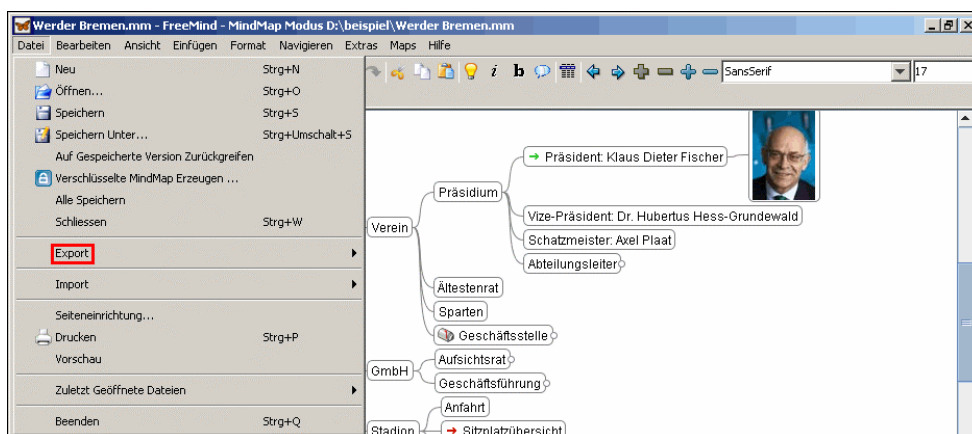 Werder Bremen.mm - FreeMind - MindMap Modus D:\beispiel\Werder Bremen.mm
Datei Bearbeiten Ansicht Einfügen Format Navigieren Extras Maps Hilfe
SansSerif 17
Neu Strg+N
Öffnen... Strg+O
Speichern Strg+S
Speichern Unter... Strg+Umschalt+S
Auf Gespeicherte Version Zurückgreifen
Verschlüsselte MindMap Erzeugen ...
Alle Speichern
Schliessen Strg+W
Export
Import
Seiteneinrichtung...
Drucken Strg+P
Vorschau
Zuletzt Geöffnete Dateien
Beenden Strg+Q
Verein
Präsidium
Präsident: Klaus Dieter Fischer
Vize-Präsident: Dr. Hubertus Hess-Grundewald
Schatzmeister: Axel Plaat
Abteilungsleiter
Ältestenrat
Sparten
Geschäftsstelle
GmbH
Aufsichtsrat
Geschäftsführung
Stadion
Anfahrt
Sitzplatzübersicht